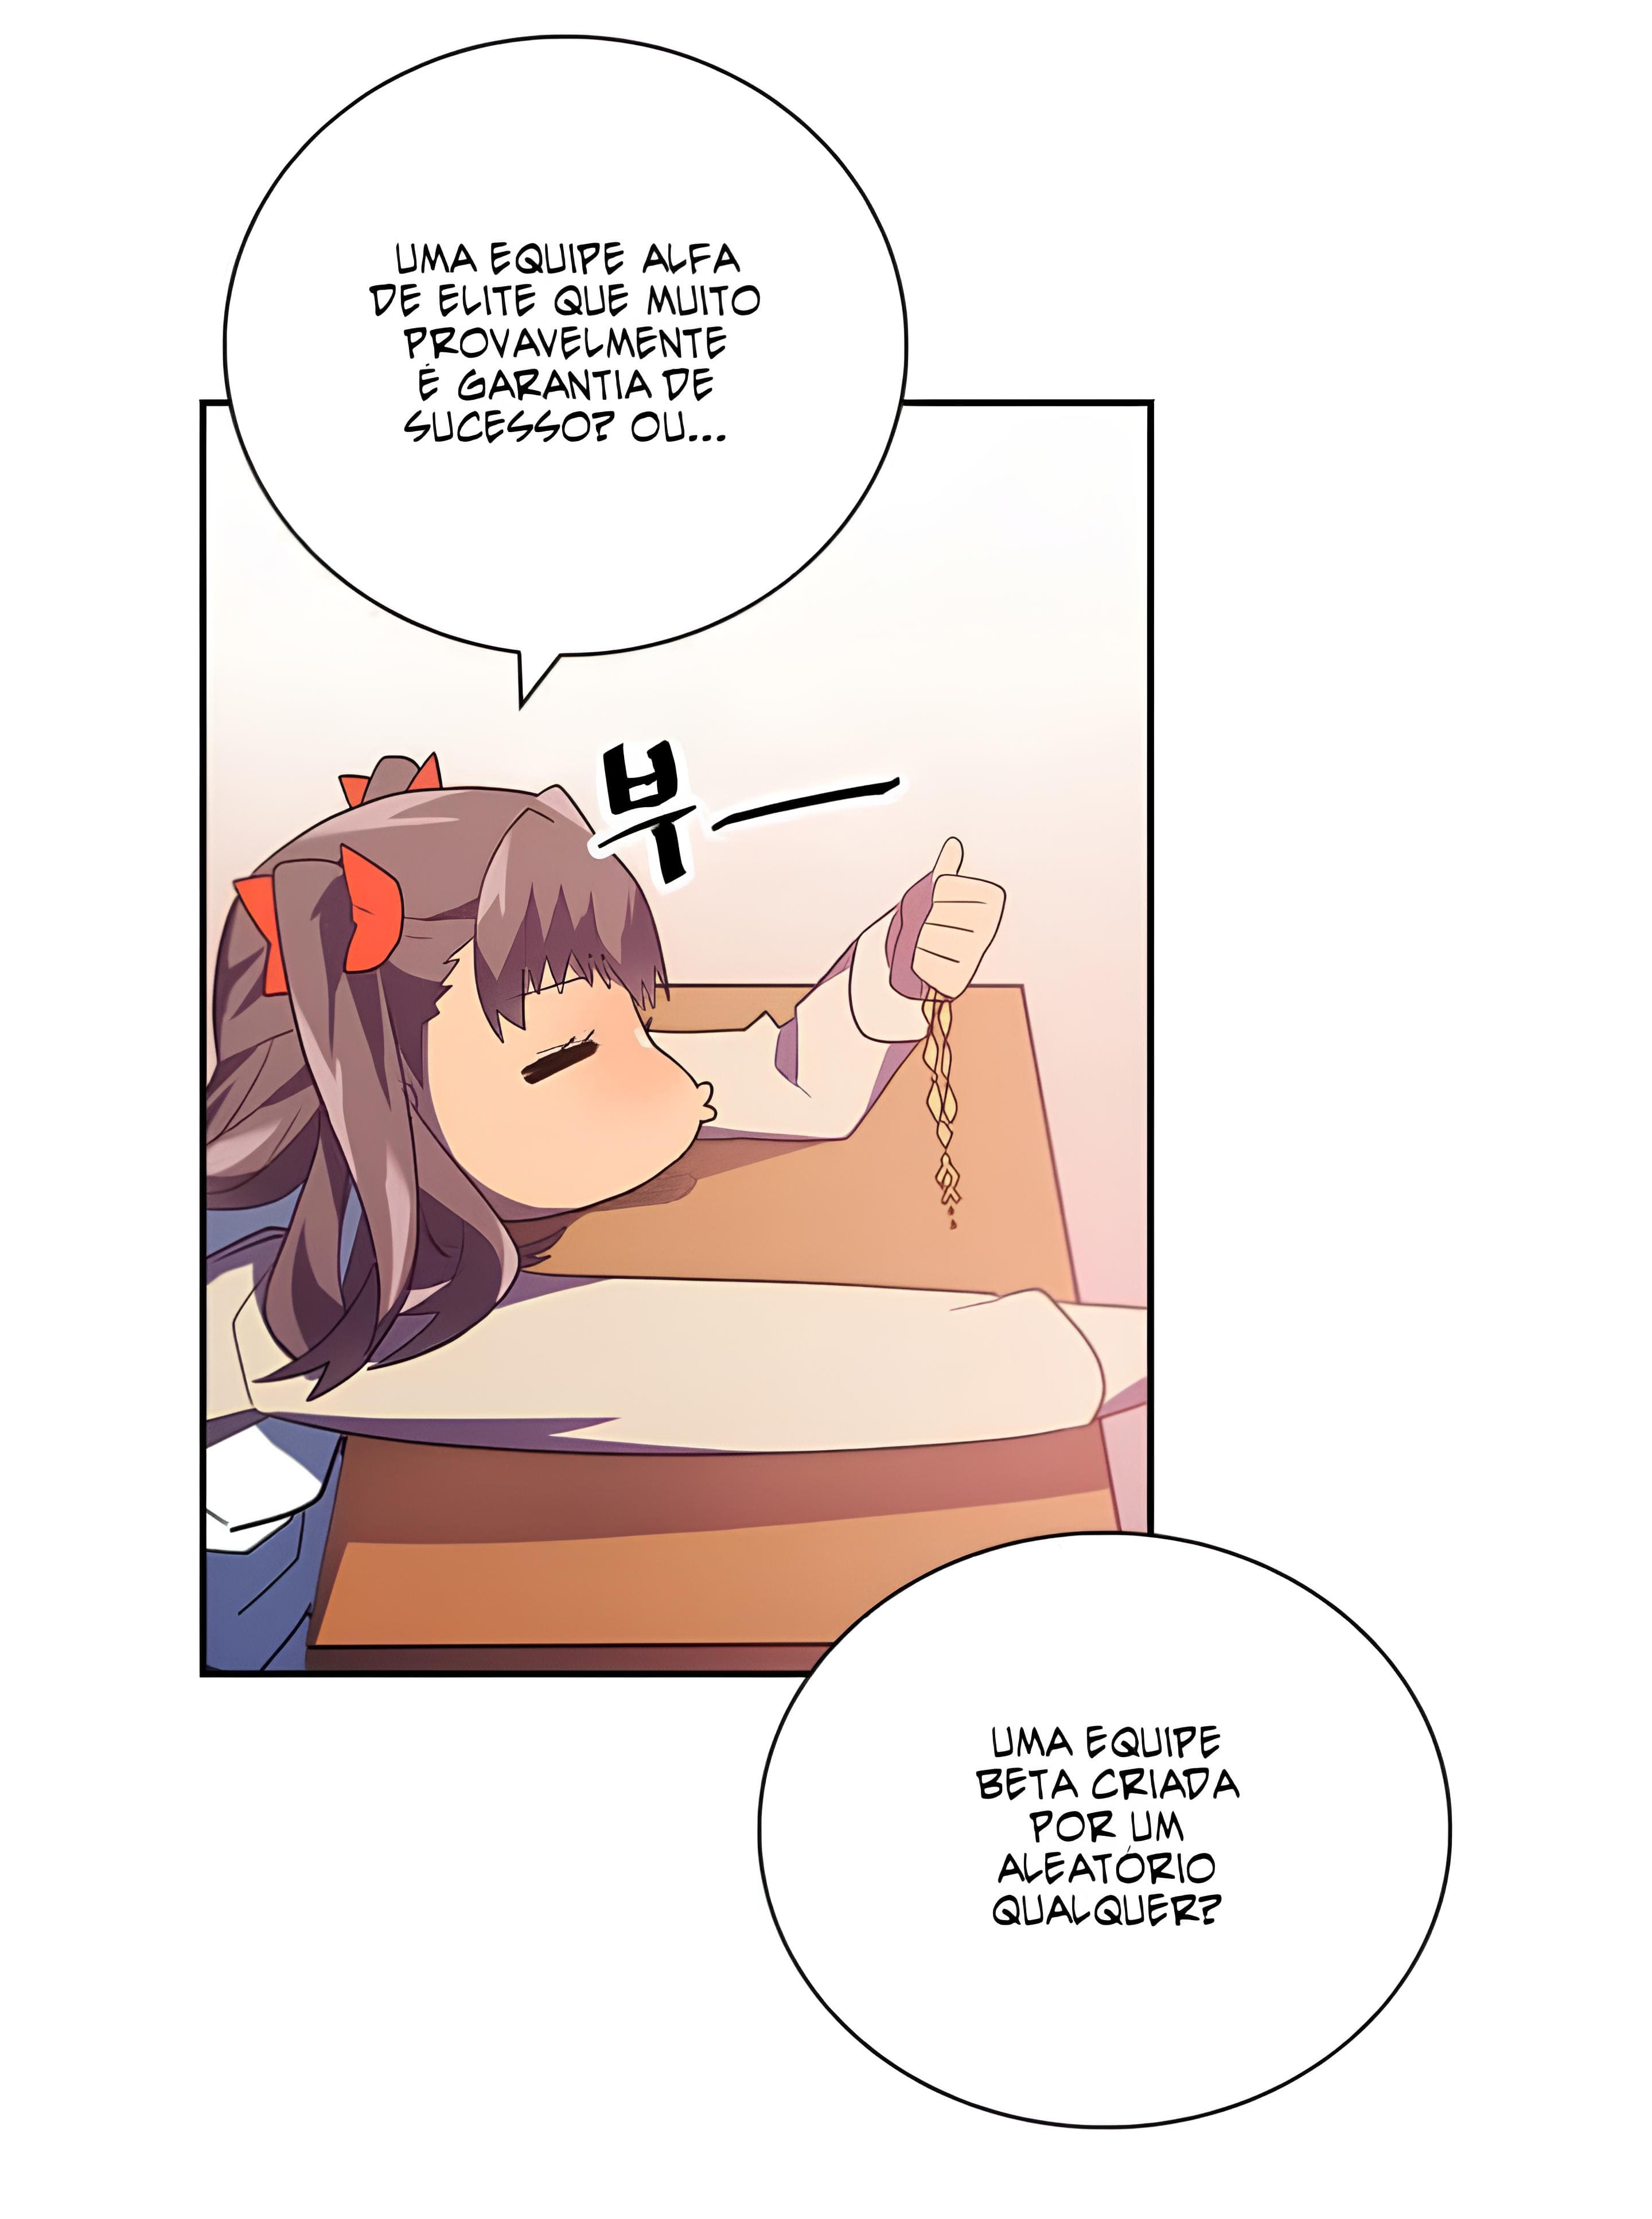 UMA EQUIPE ALFA
DE ELITE QUE MUITO
PROVAVELMENTE
É GARANTIA DE
SUCESSO? OU...
부—
UMA EQUIPE
BETA CRIADA
POR UM
ALEATÓRIO
QUALQUER?